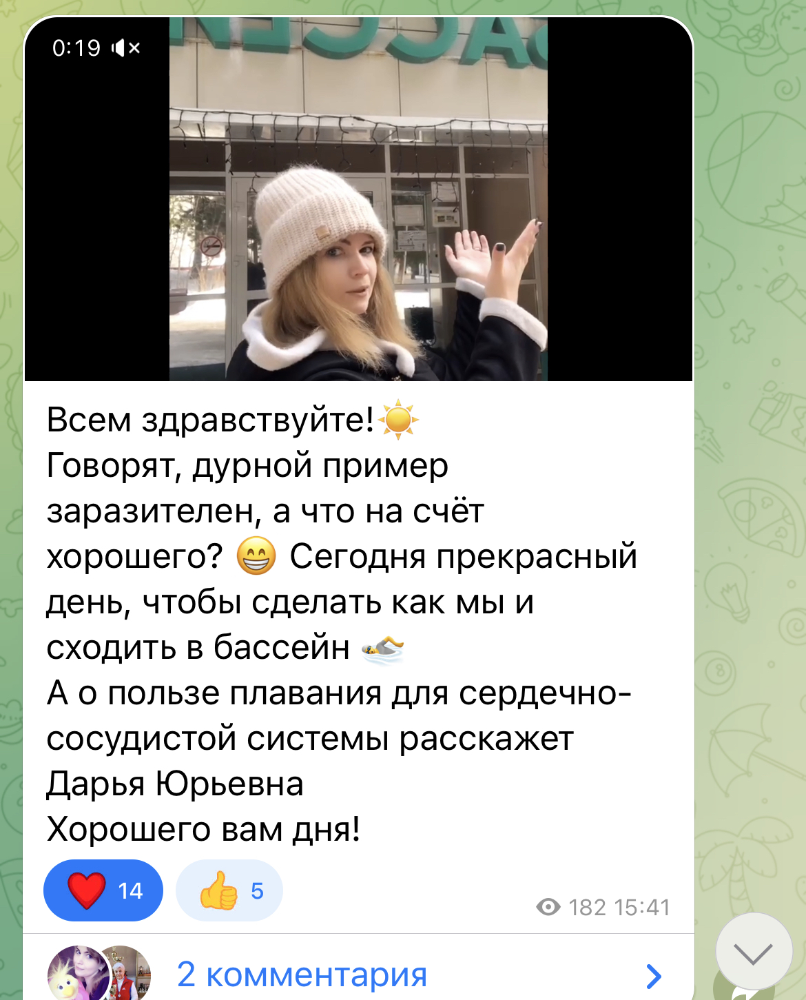 0:19
БАССЕЙН
Всем здравствуйте!☀️
Говорят, дурной пример
заразителен, а что на счёт
хорошего? 😁 Сегодня прекрасный
день, чтобы сделать как мы и
сходить в бассейн 🏊
А о пользе плавания для сердечно-
сосудистой системы расскажет
Дарья Юрьевна
Хорошего вам дня!
❤️ 14 👍 5
182 15:41
2 комментария